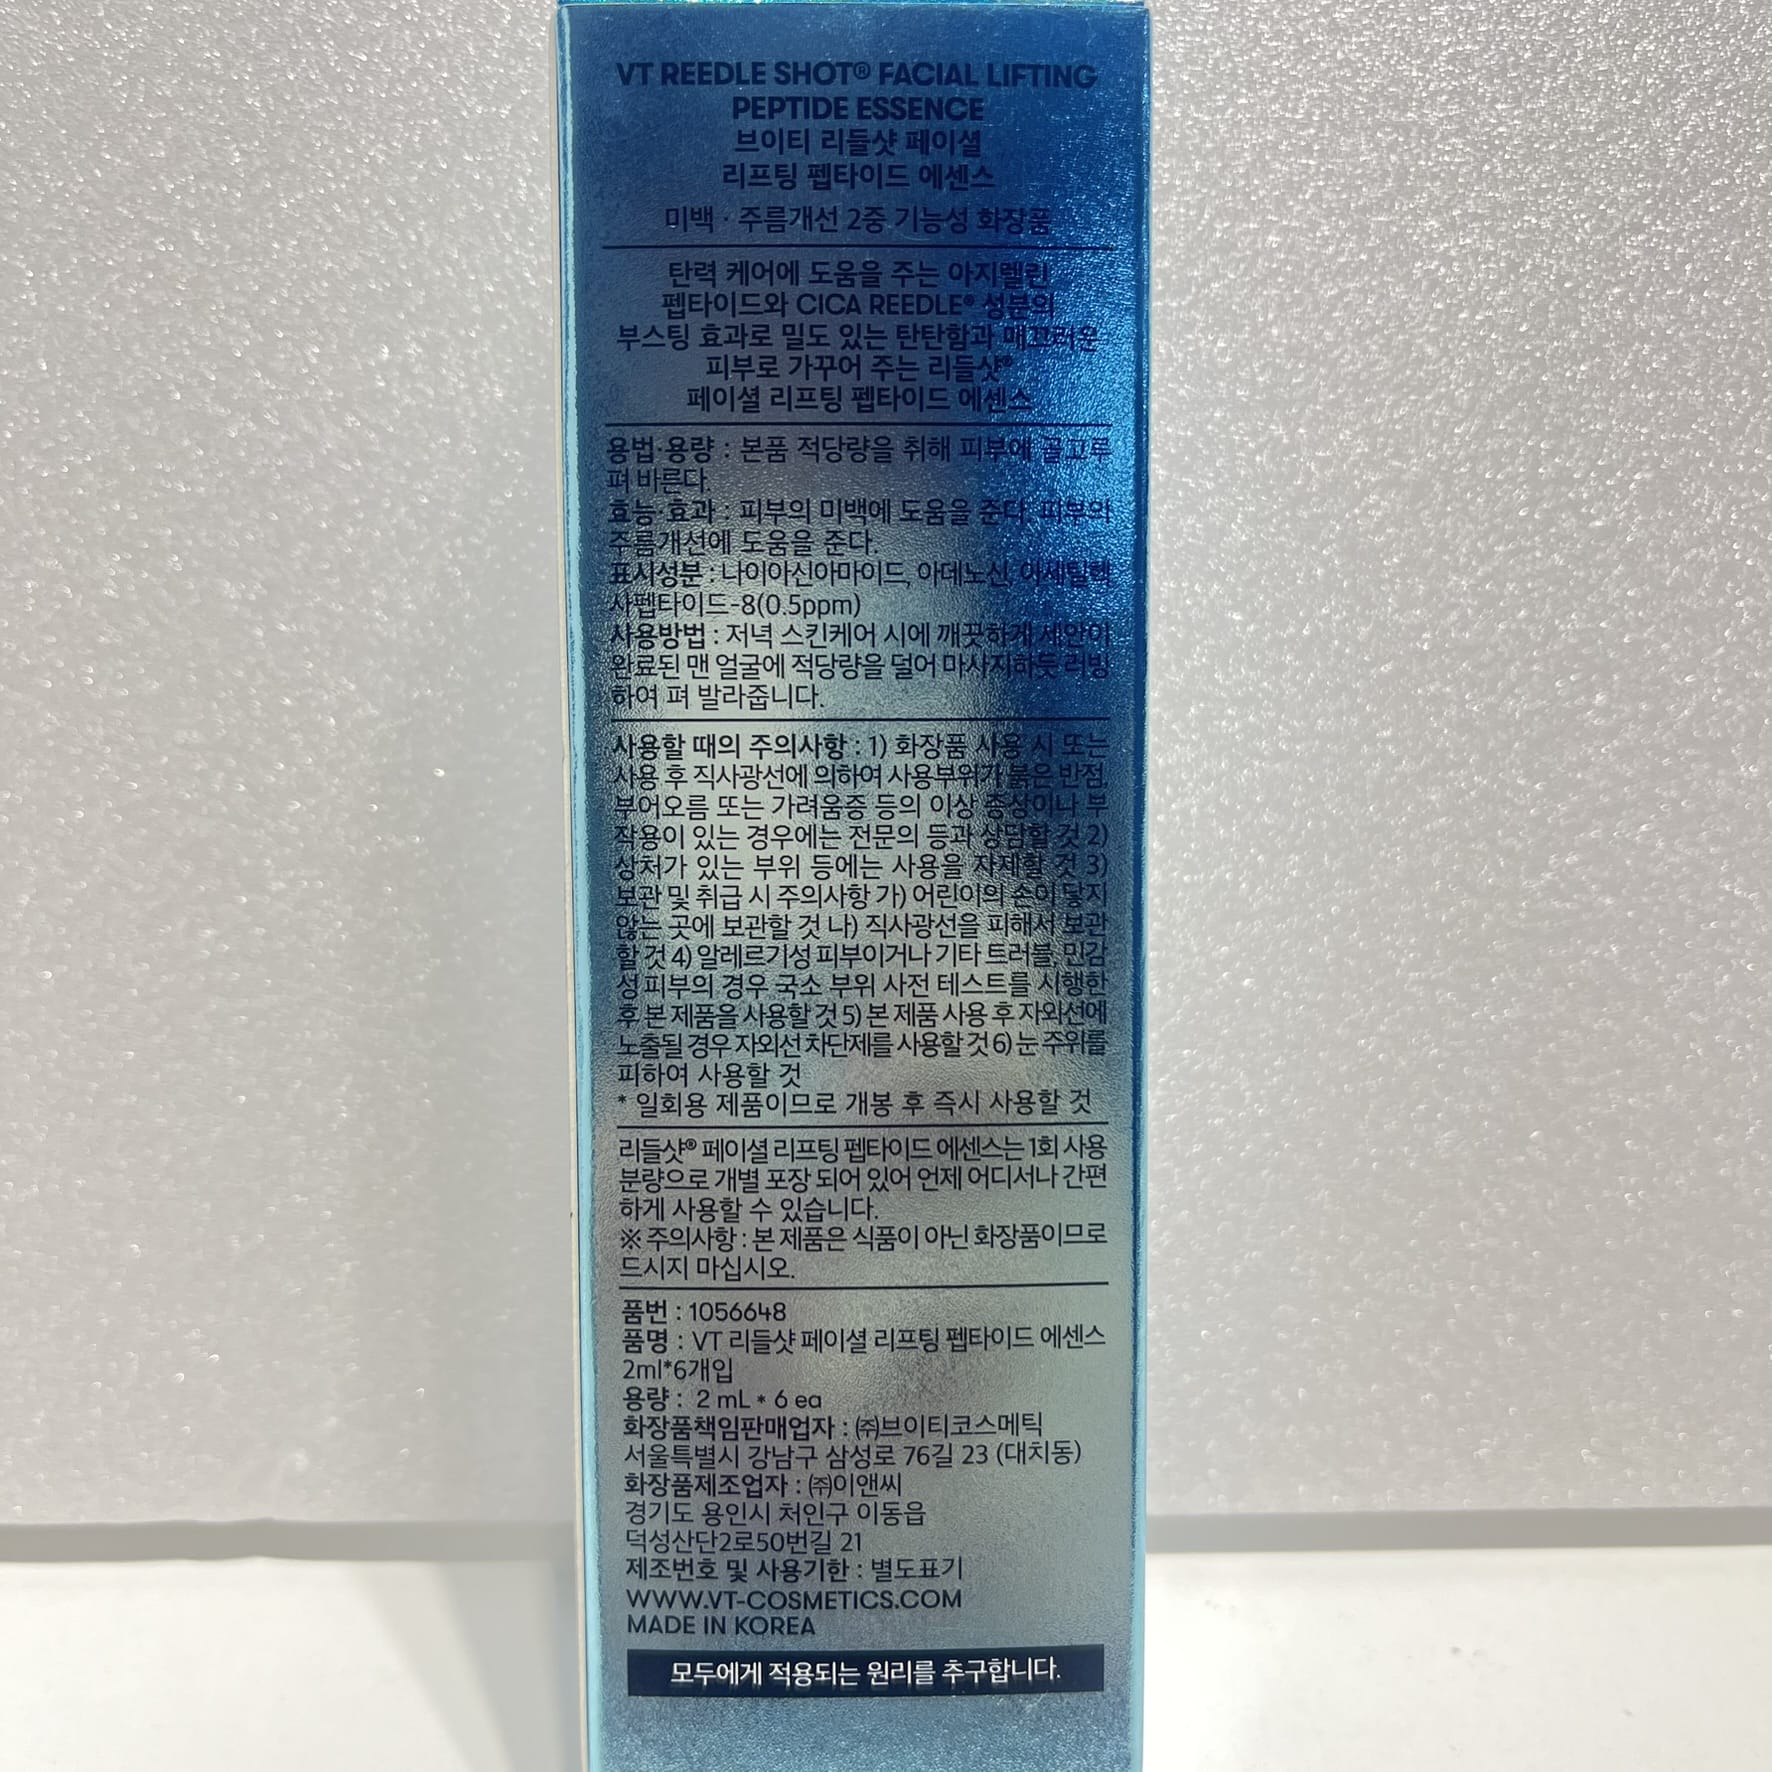 VT REEDLE SHOT® FACIAL LIFTING
PEPTIDE ESSENCE
브이티 리들샷 페이셜
리프팅 펩타이드 에센스
미백 · 주름개선 2중 기능성 화장품
탄력 케어에 도움을 주는 아지렐린
펩타이드와 CICA REEDLE® 성분의
부스팅 효과로 밀도 있는 탄탄함과 매끄러운
피부로 가꾸어 주는 리들샷®
페이셜 리프팅 펩타이드 에센스
용법·용량 : 본품 적당량을 취해 피부에 골고루
펴 바른다.
효능·효과 : 피부의 미백에 도움을 준다. 피부의
주름개선에 도움을 준다.
표시성분 : 나이아신아마이드, 아데노신, 아세틸헥
사펩타이드-8(0.5ppm)
사용방법 : 저녁 스킨케어 시에 깨끗하게 세안이
완료된 맨 얼굴에 적당량을 덜어 마사지하듯 러빙
하여 펴 발라줍니다.
사용할 때의 주의사항 : 1) 화장품 사용 시 또는
사용 후 직사광선에 의하여 사용부위가 붉은 반점,
부어오름 또는 가려움증 등의 이상 증상이나 부
작용이 있는 경우에는 전문의 등과 상담할 것 2)
상처가 있는 부위 등에는 사용을 자제할 것 3)
보관 및 취급 시 주의사항 가) 어린이의 손이 닿지
않는 곳에 보관할 것 나) 직사광선을 피해서 보관
할 것 4) 알레르기성 피부이거나 기타 트러블, 민감
성 피부의 경우 국소 부위 사전 테스트를 시행한
후 본 제품을 사용할 것 5) 본 제품 사용 후 자외선에
노출될 경우 자외선 차단제를 사용할 것 6) 눈 주위를
피하여 사용할 것
* 일회용 제품이므로 개봉 후 즉시 사용할 것
리들샷® 페이셜 리프팅 펩타이드 에센스는 1회 사용
분량으로 개별 포장 되어 있어 언제 어디서나 간편
하게 사용할 수 있습니다.
※ 주의사항 : 본 제품은 식품이 아닌 화장품이므로
드시지 마십시오.
품번 : 1056648
품명 : VT 리들샷 페이셜 리프팅 펩타이드 에센스
2ml*6개입
용량 : 2 mL * 6 ea
화장품책임판매업자 : ㈜브이티코스메틱
서울특별시 강남구 삼성로 76길 23 (대치동)
화장품제조업자 : ㈜이앤씨
경기도 용인시 처인구 이동읍
덕성산단2로50번길 21
제조번호 및 사용기한 : 별도표기
WWW.VT-COSMETICS.COM
MADE IN KOREA
모두에게 적용되는 원리를 추구합니다.